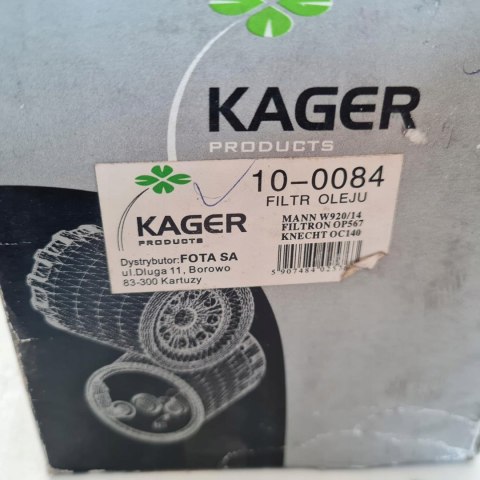 KAGER
PRODUCTS
10-0084
FILTR OLEJU
KAGER
PRODUCTS
MANN W920/14
FILTRON OP567
KNECHT OC140
Dystrybutor: FOTA SA
ul.Dluga 11, Borowo
83-300 Kartuzy